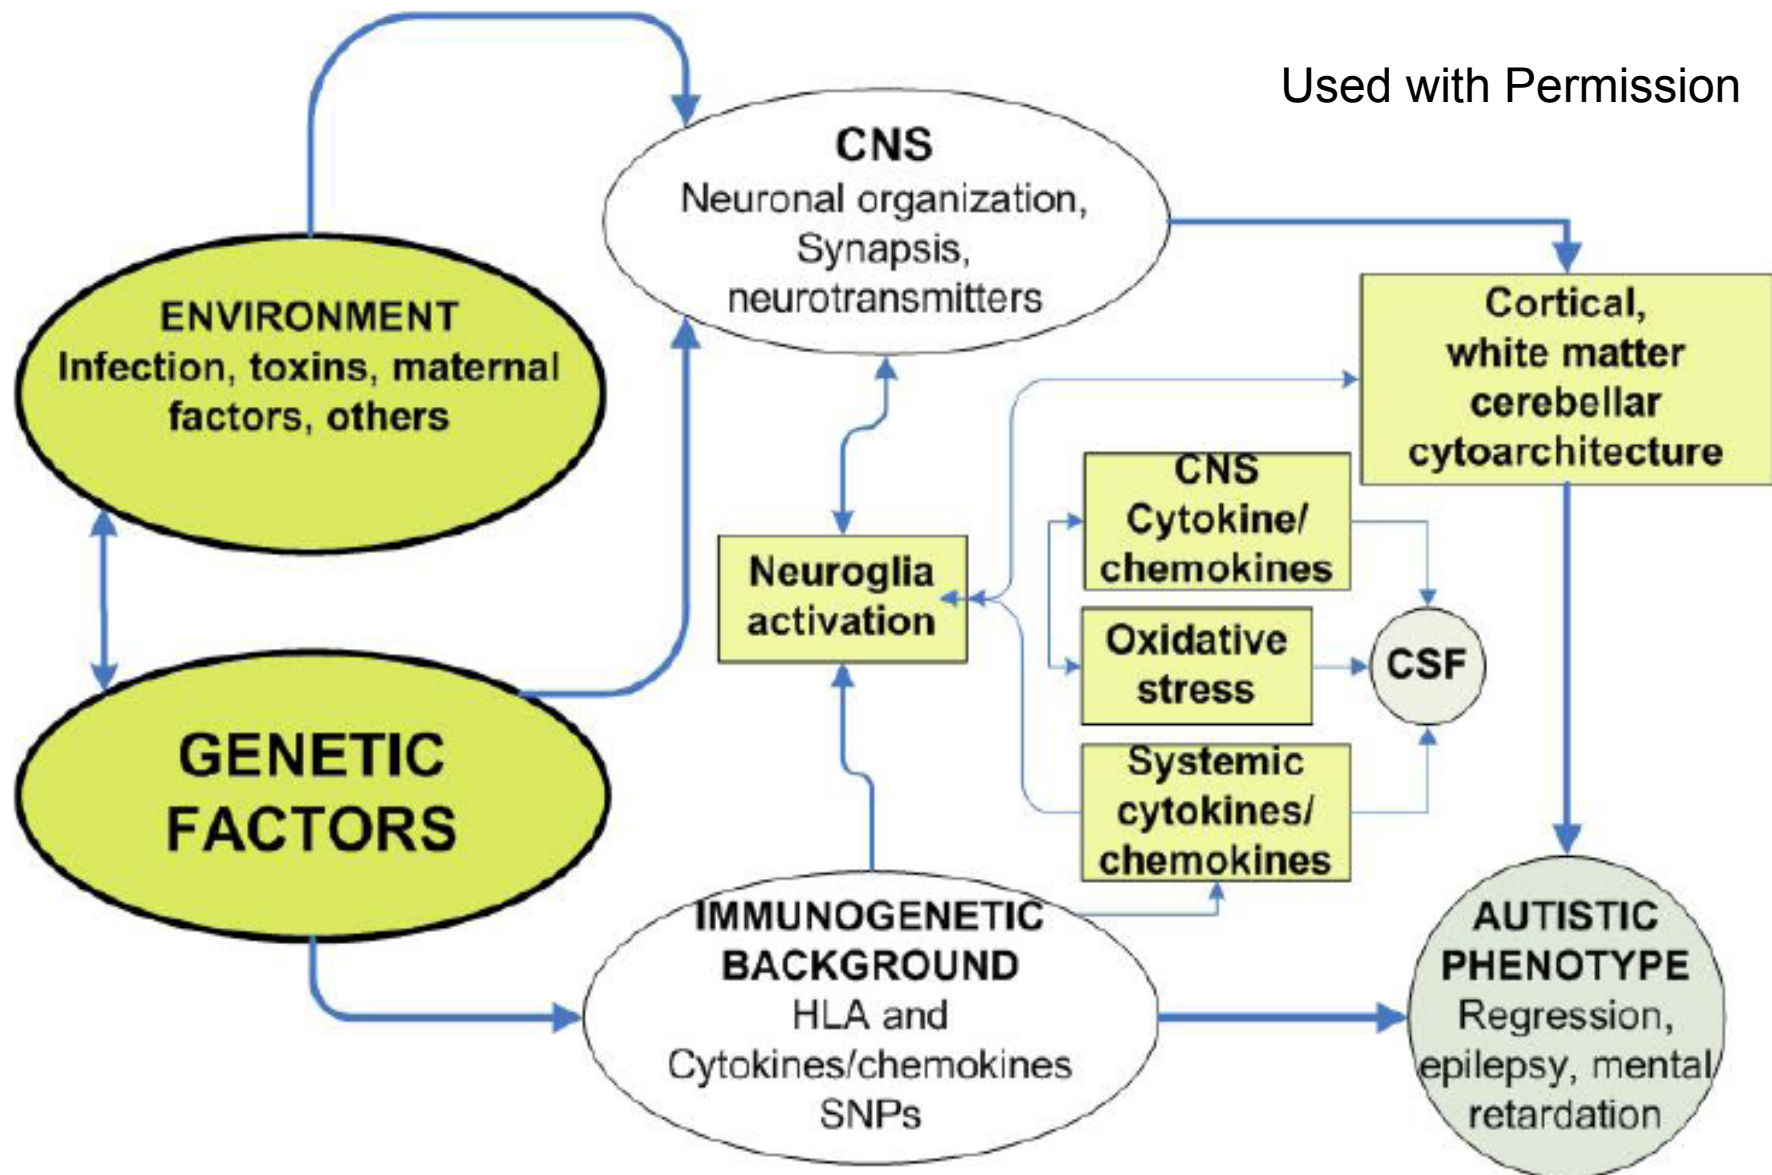 Used with Permission
CNS
Neuronal organization,
Synapsis,
neurotransmitters
ENVIRONMENT
Infection, toxins, maternal
factors, others
Cortical,
white matter
cerebellar
cytoarchitecture
CNS
Cytokine/
chemokines
Neuroglia
activation
Oxidative
stress
CSF
GENETIC
FACTORS
Systemic
cytokines/
chemokines
IMMUNOGENETIC
BACKGROUND
HLA and
Cytokines/chemokines
SNPs
AUTISTIC
PHENOTYPE
Regression,
epilepsy, mental
retardation